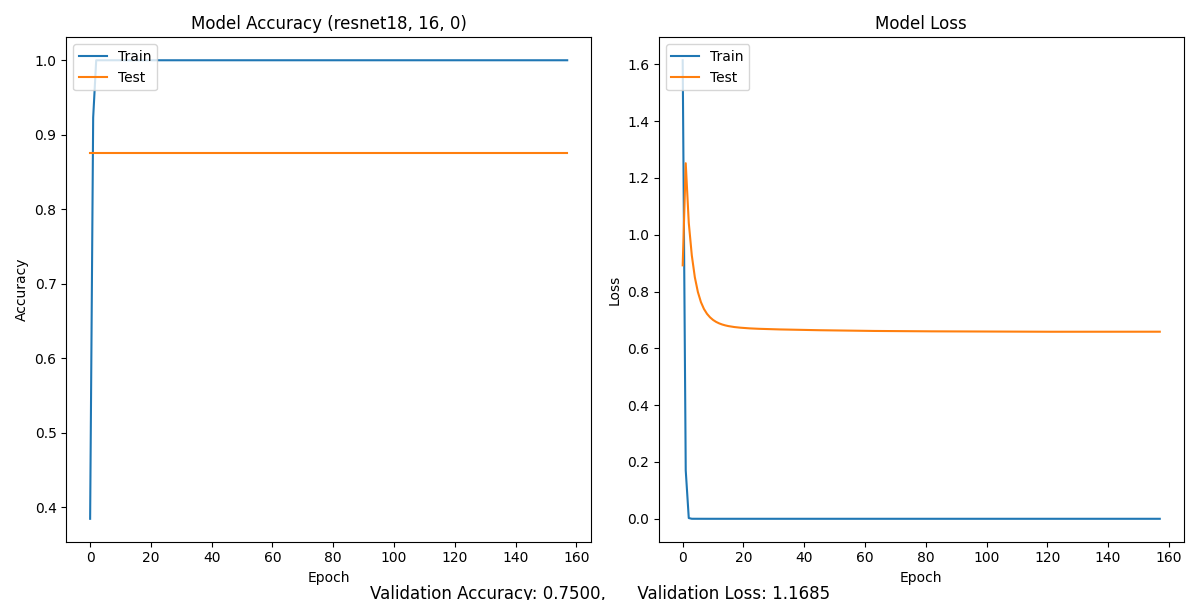 Model Accuracy (resnet18, 16, 0)
Train
Test
1.0
0.9
0.8
0.7
0.6
0.5
0.4
Accuracy
0 20 40 60 80 100 120 140 160
Epoch
Model Loss
Train
Test
1.6
1.4
1.2
1.0
0.8
0.6
0.4
0.2
0.0
Loss
0 20 40 60 80 100 120 140 160
Epoch
Validation Accuracy: 0.7500, Validation Loss: 1.1685